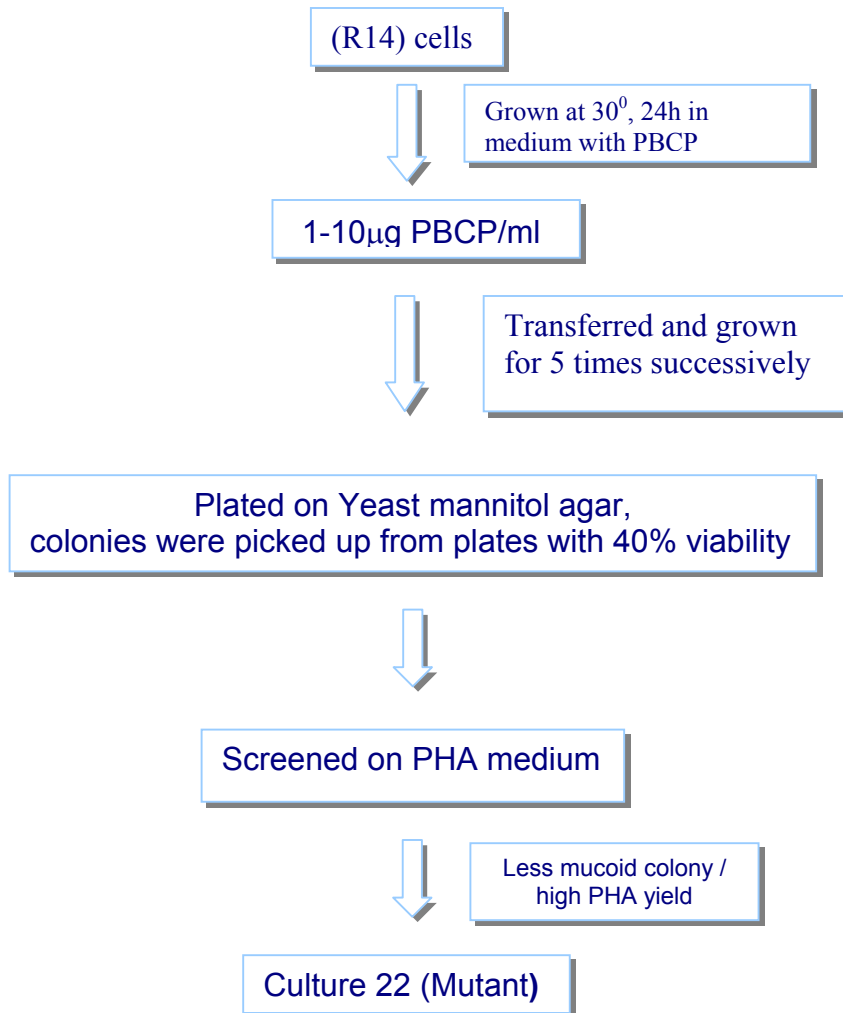 (R14) cells
Grown at 30⁰, 24h in
medium with PBCP
1-10µg PBCP/ml
Transferred and grown
for 5 times successively
Plated on Yeast mannitol agar,
colonies were picked up from plates with 40% viability
Screened on PHA medium
Less mucoid colony /
high PHA yield
Culture 22 (Mutant)